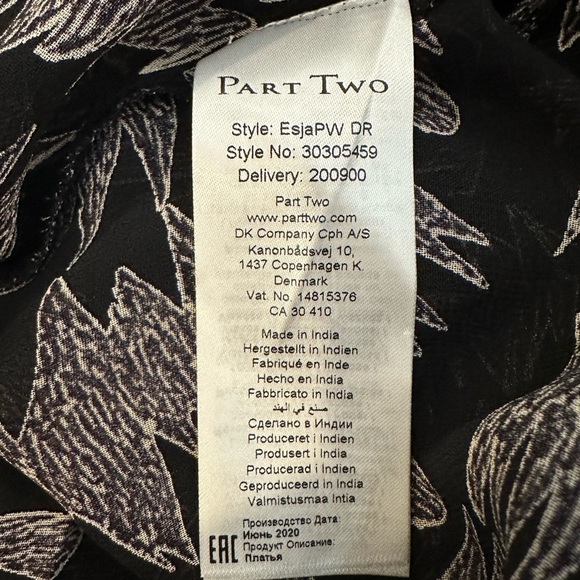 PART TWO
Style: EsjaPW DR
Style No: 30305459
Delivery: 200900
Part Two
www.parttwo.com
DK Company Cph A/S
Kanonbådsvej 10,
1437 Copenhagen K.
Denmark
Vat. No. 14815376
CA 30 410
Made in India
Hergestellt in Indien
Fabriqué en Inde
Hecho en India
Fabbricato in India
صنع في الهند
Сделано в Индии
Produceret i Indien
Produsert i India
Producerad i Indien
Geproduceerd in India
Valmistusmaa Intia
Производство Дата:
Июнь 2020
EAC Продукт Описание:
Платья